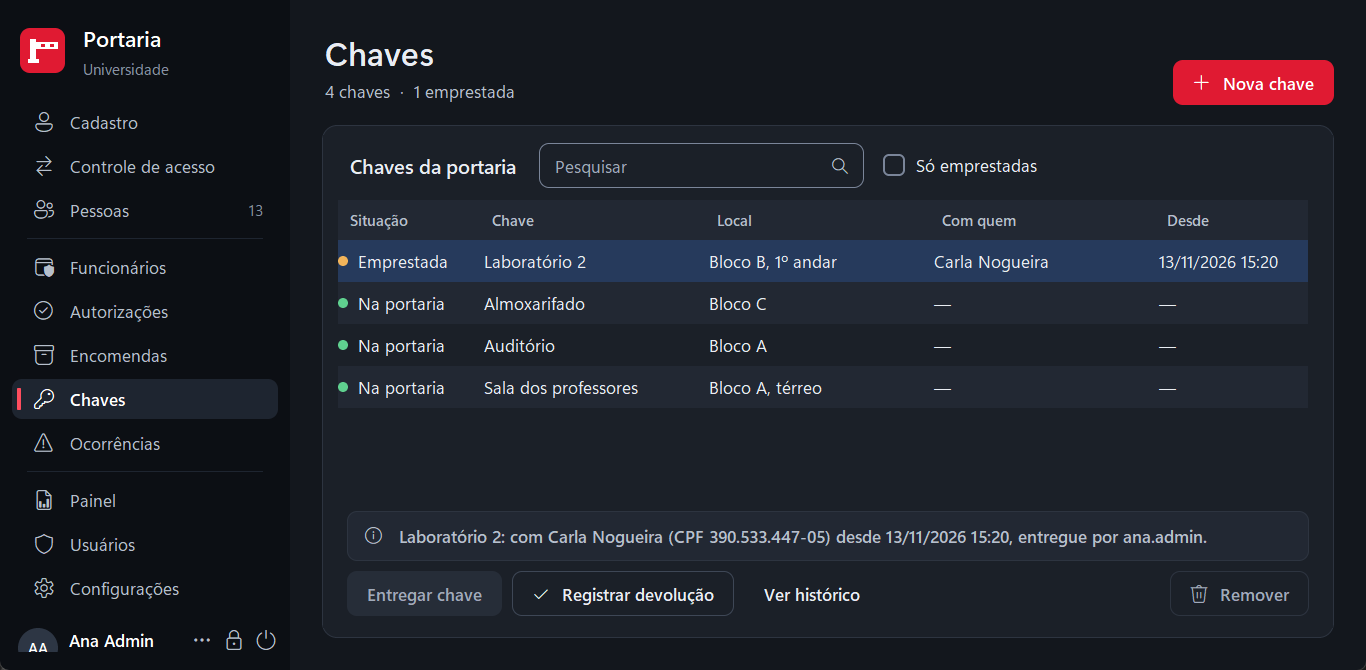 Portaria
Universidade
Cadastro
Controle de acesso
Pessoas 13
Funcionários
Autorizações
Encomendas
Chaves
Ocorrências
Painel
Usuários
Configurações
AA Ana Admin
Chaves
4 chaves · 1 emprestada
Nova chave
Chaves da portaria Pesquisar Só emprestadas
Situação Chave Local Com quem Desde
Emprestada Laboratório 2 Bloco B, 1º andar Carla Nogueira 13/11/2026 15:20
Na portaria Almoxarifado Bloco C — —
Na portaria Auditório Bloco A — —
Na portaria Sala dos professores Bloco A, térreo — —
Laboratório 2: com Carla Nogueira (CPF 390.533.447-05) desde 13/11/2026 15:20, entregue por ana.admin.
Entregar chave Registrar devolução Ver histórico Remover